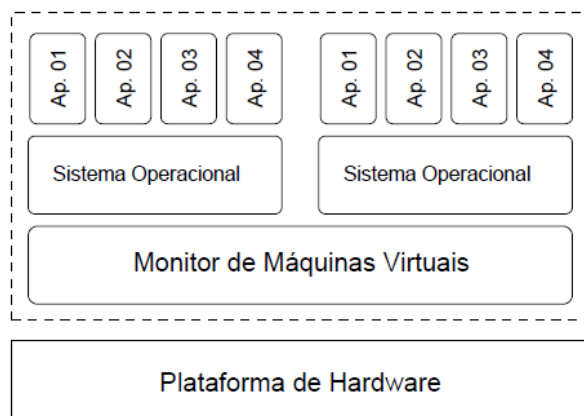 Ap. 01
Ap. 02
Ap. 03
Ap. 04
Ap. 01
Ap. 02
Ap. 03
Ap. 04
Sistema Operacional
Sistema Operacional
Monitor de Máquinas Virtuais
Plataforma de Hardware